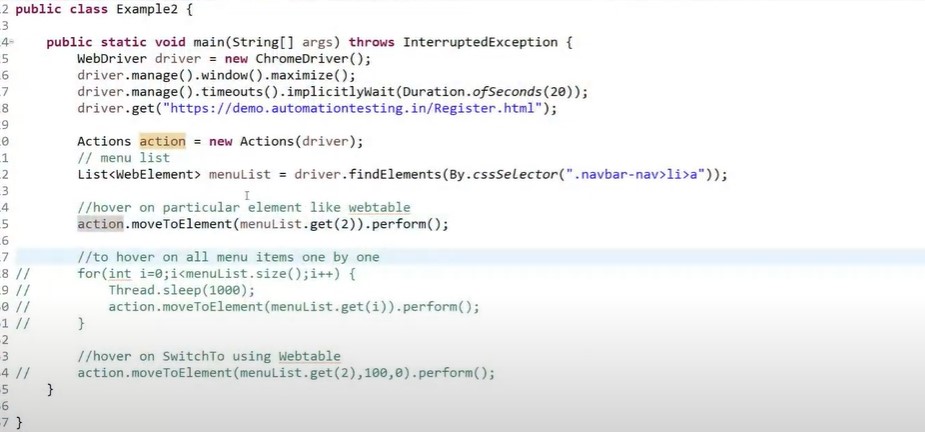 2 public class Example2 {
3
4     public static void main(String[] args) throws InterruptedException {
5         WebDriver driver = new ChromeDriver();
6         driver.manage().window().maximize();
7         driver.manage().timeouts().implicitlyWait(Duration.ofSeconds(20));
8         driver.get("https://demo.automationtesting.in/Register.html");
9
0         Actions action = new Actions(driver);
1         // menu list
2         List<WebElement> menuList = driver.findElements(By.cssSelector(".navbar-nav>li>a"));
3
4         //hover on particular element like webtable
5         action.moveToElement(menuList.get(2)).perform();
6
7         //to hover on all menu items one by one
8 //      for(int i=0;i<menuList.size();i++) {
9 //          Thread.sleep(1000);
0 //          action.moveToElement(menuList.get(i)).perform();
1 //      }
2
3         //hover on SwitchTo using Webtable
4 //      action.moveToElement(menuList.get(2),100,0).perform();
5     }
6
7 }